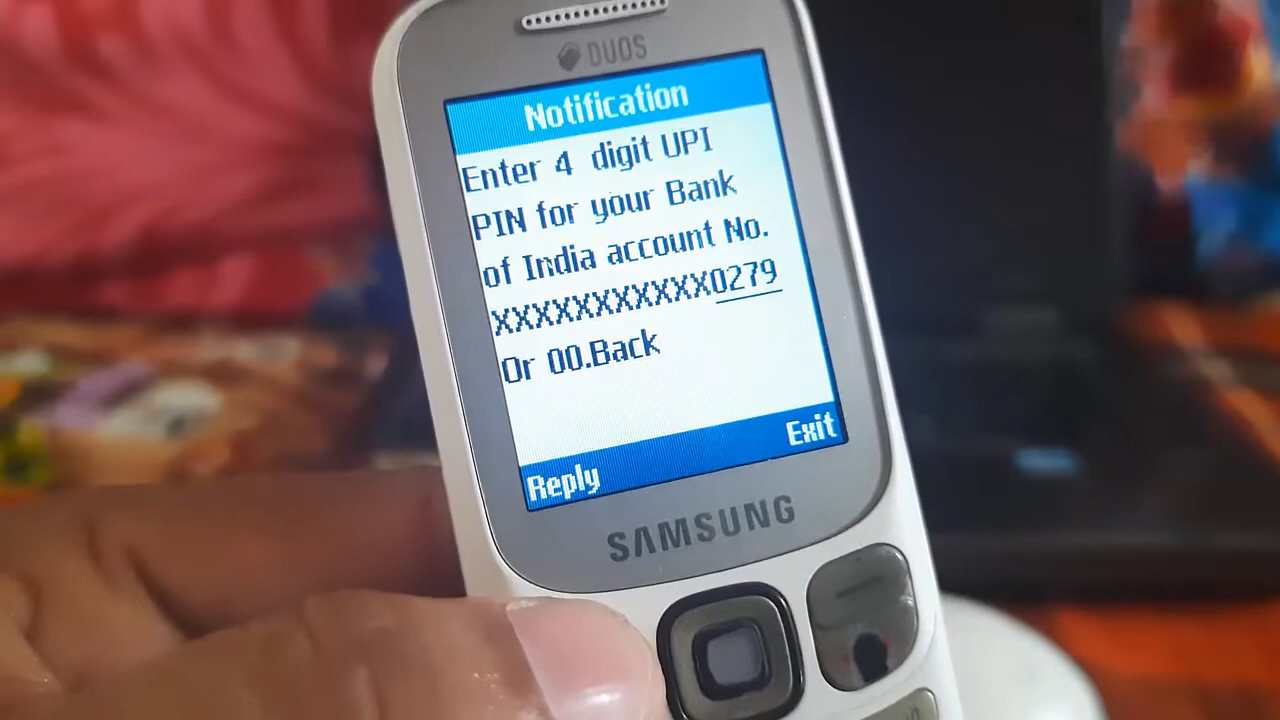 DUOS
Notification
Enter 4 digit UPI
PIN for your Bank
of India account No.
XXXXXXXXXXX0279
Or 00.Back
Reply Exit
SAMSUNG